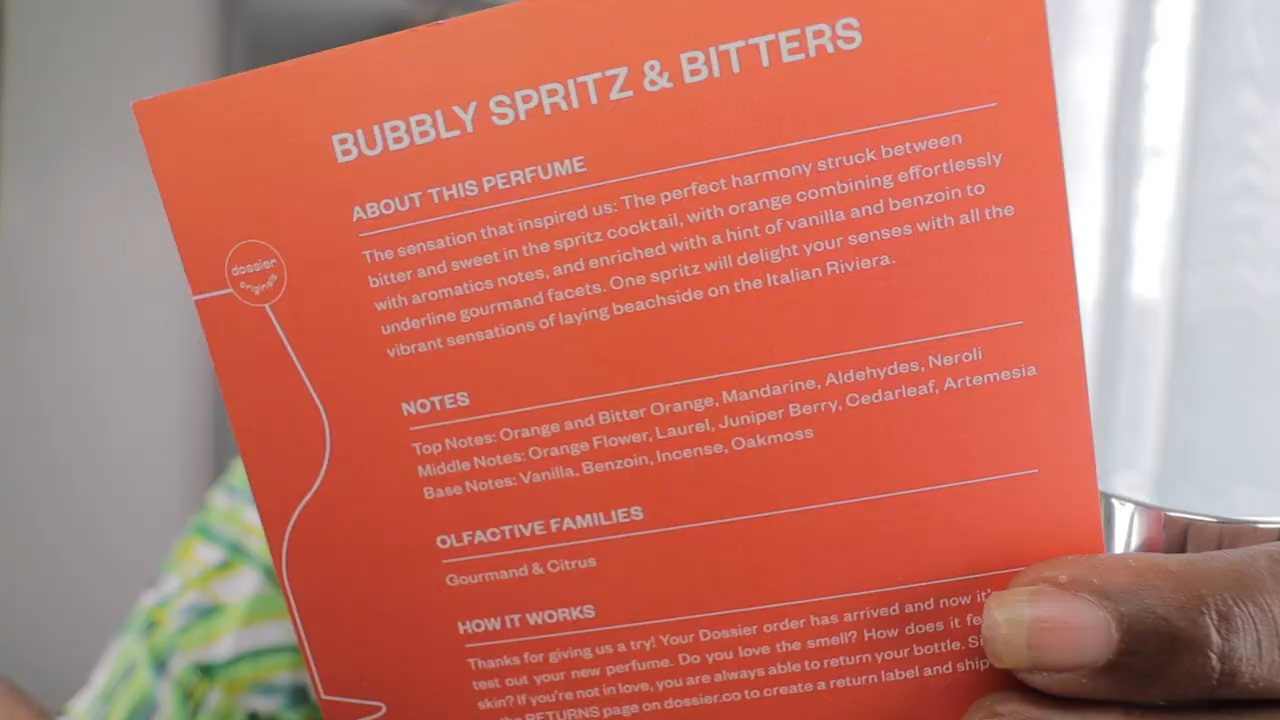 BUBBLY SPRITZ & BITTERS
ABOUT THIS PERFUME
The sensation that inspired us: The perfect harmony struck between
bitter and sweet in the spritz cocktail, with orange combining effortlessly
with aromatics notes, and enriched with a hint of vanilla and benzoin to
underline gourmand facets. One spritz will delight your senses with all the
vibrant sensations of laying beachside on the Italian Riviera.
dossier
originals
NOTES
Top Notes: Orange and Bitter Orange, Mandarine, Aldehydes, Neroli
Middle Notes: Orange Flower, Laurel, Juniper Berry, Cedarleaf, Artemesia
Base Notes: Vanilla, Benzoin, Incense, Oakmoss
OLFACTIVE FAMILIES
Gourmand & Citrus
HOW IT WORKS
Thanks for giving us a try! Your Dossier order has arrived and now it's
test out your new perfume. Do you love the smell? How does it
skin? If you're not in love, you are always able to return your bottle.
RETURNS page on dossier.co to create a return label and ship